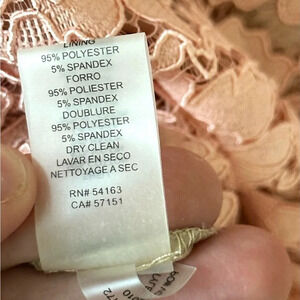 LINING
95% POLYESTER
5% SPANDEX
FORRO
95% POLIESTER
5% SPANDEX
DOUBLURE
95% POLYESTER
5% SPANDEX
DRY CLEAN
LAVAR EN SECO
NETTOYAGE A SEC
RN# 54163
CA# 57151